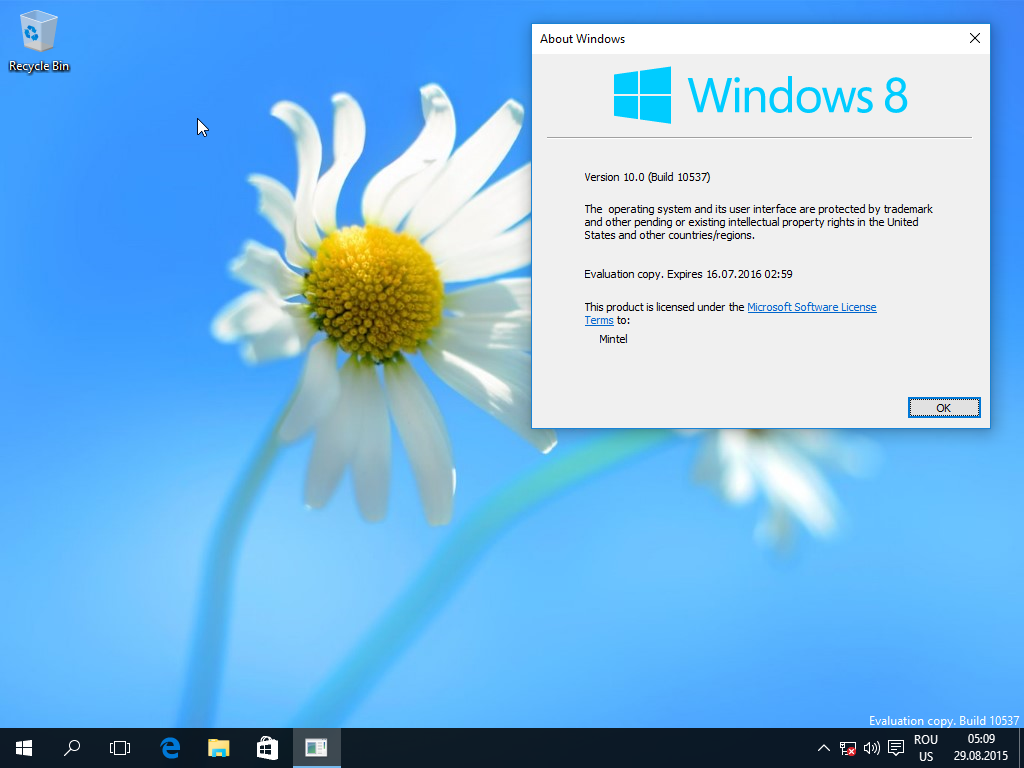 Recycle Bin
About Windows
Windows 8
Version 10.0 (Build 10537)
The  operating system and its user interface are protected by trademark
and other pending or existing intellectual property rights in the United
States and other countries/regions.
Evaluation copy. Expires 16.07.2016 02:59
This product is licensed under the Microsoft Software License
Terms to:
Mintel
OK
Evaluation copy. Build 10537
ROU
US
05:09
29.08.2015